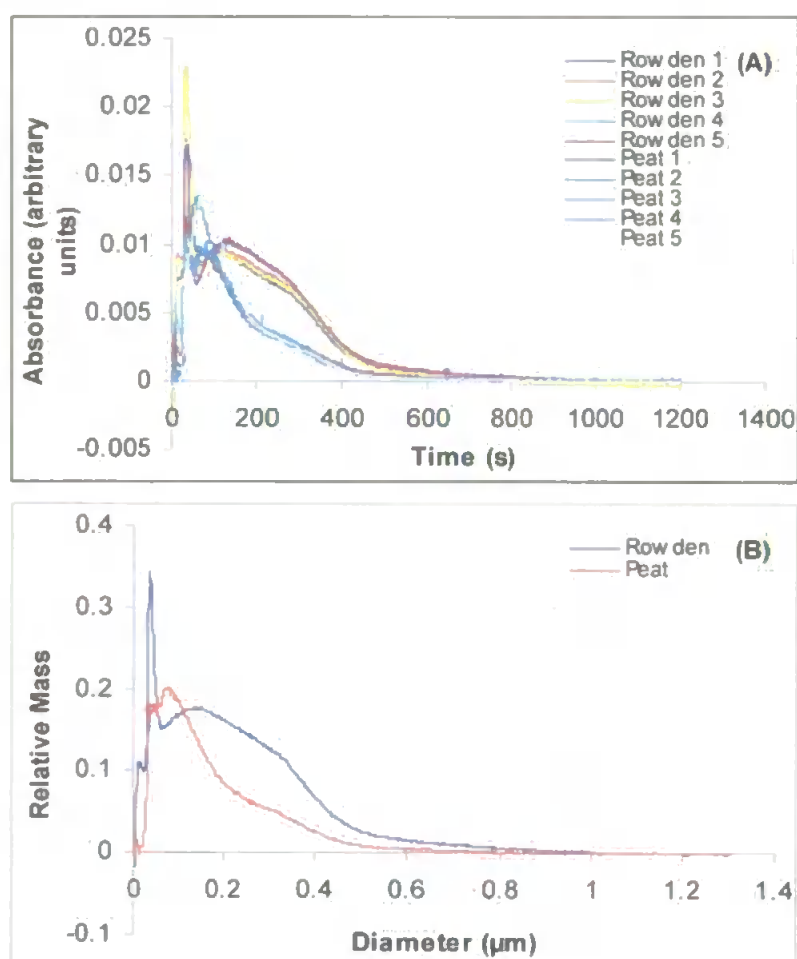 0.025
0.02
0.015
0.01
0.005
0
-0.005
Absorbance (arbitrary
units)
0 200 400 600 800 1000 1200 1400
Time (s)
Row den 1 (A)
Row den 2
Row den 3
Row den 4
Row den 5
Peat 1
Peat 2
Peat 3
Peat 4
Peat 5
0.4
0.3
0.2
0.1
0
-0.1
Relative Mass
0 0.2 0.4 0.6 0.8 1 1.2 1.4
Diameter (µm)
Row den (B)
Peat